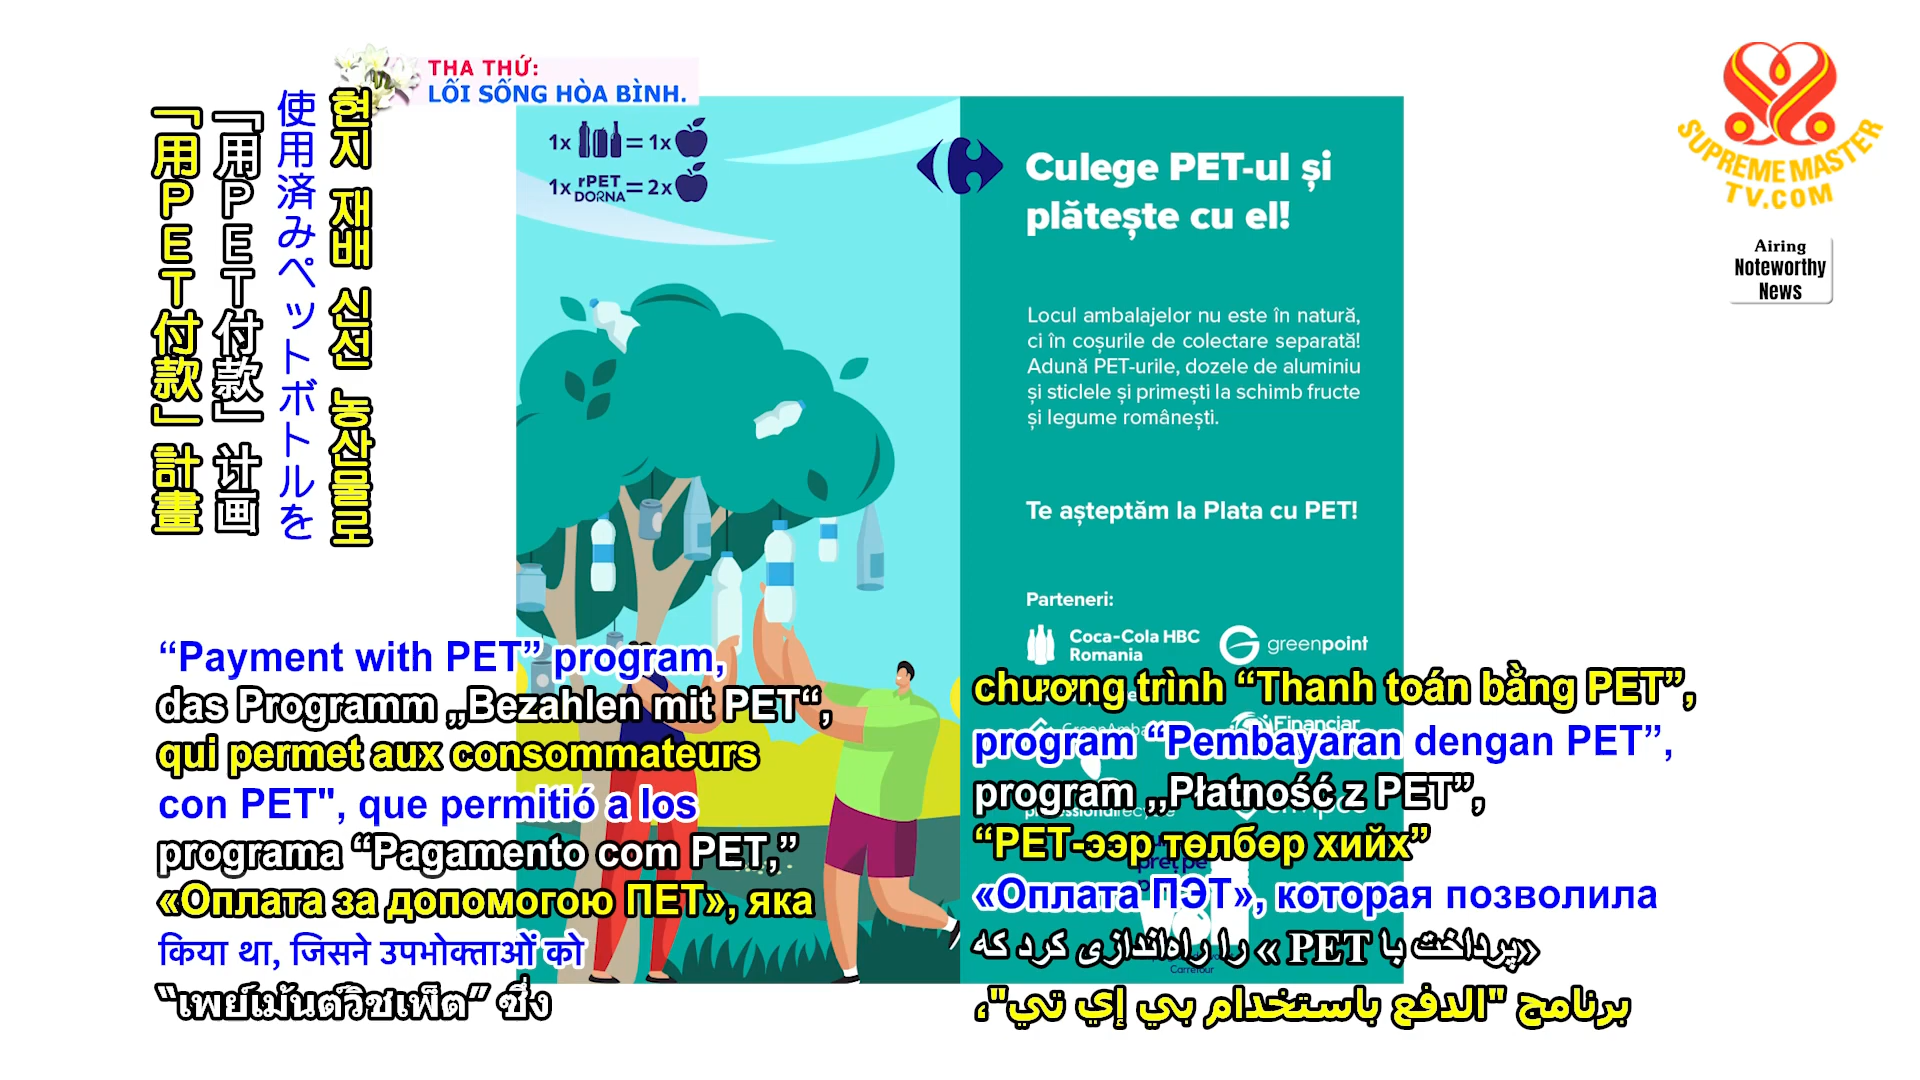 THA THỨ:
LỐI SỐNG HÒA BÌNH.
SUPREME MASTER
TV.COM
Airing
Noteworthy
News
「用PET付款」計畫
「用PET付款」计画
使用済みペットボトルを
현지 재배 신선 농산물로
1x = 1x
1x rPET DORNA = 2x
Culege PET-ul și
plătește cu el!
Locul ambalajelor nu este în natură,
ci în coșurile de colectare separată!
Adună PET-urile, dozele de aluminiu
și sticlele și primești la schimb fructe
și legume românești.
Te așteptăm la Plata cu PET!
Parteneri:
Coca-Cola HBC
Romania
greenpoint
Financiar
preț pe
Carrefour
“Payment with PET” program,
das Programm „Bezahlen mit PET“,
qui permet aux consommateurs
con PET", que permitió a los
programa “Pagamento com PET,”
«Оплата за допомогою ПЕТ», яка
किया था, जिसने उपभोक्ताओं को
“เพย์เม้นต์วิชเพ็ต” ซึ่ง
chương trình “Thanh toán bằng PET”,
program “Pembayaran dengan PET”,
program „Płatność z PET”,
“PET-ээр төлбөр хийх”
«Оплата ПЭТ», которая позволила
«پرداخت با PET » را راه‌اندازی کرد که
برنامج "الدفع باستخدام بي إي تي"،